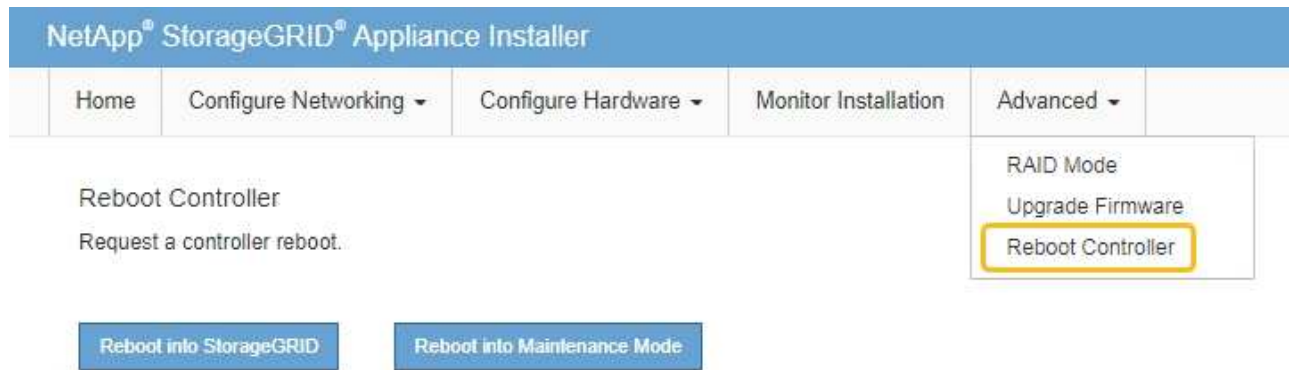 NetApp® StorageGRID® Appliance Installer
Home Configure Networking Configure Hardware Monitor Installation Advanced
RAID Mode
Upgrade Firmware
Reboot Controller
Reboot Controller
Request a controller reboot.
Reboot into StorageGRID Reboot into Maintenance Mode